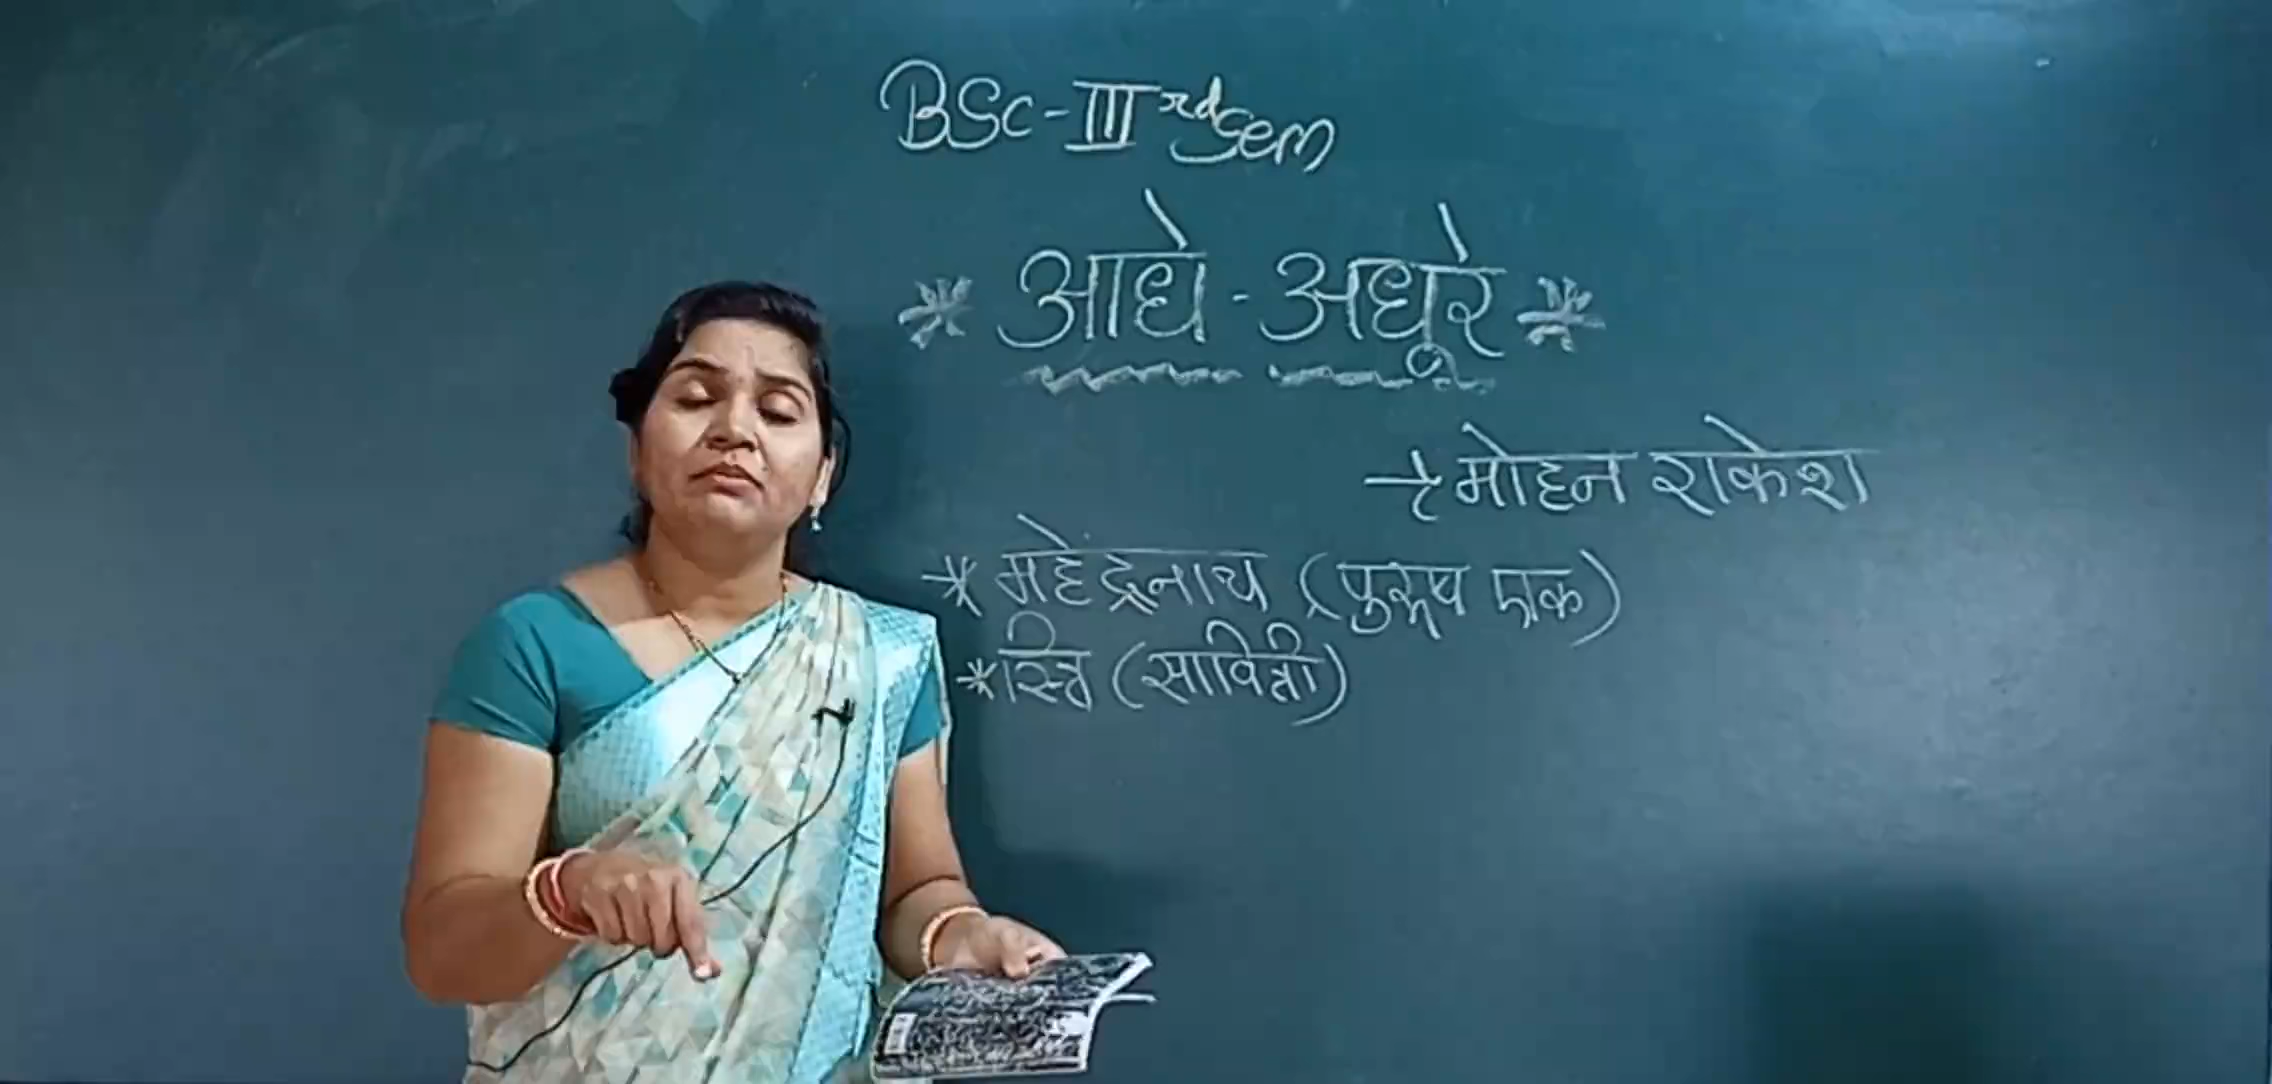 BSc-III rd Sem
* आधे - अधूरे *
→ मोहन राकेश
* महेंद्रनाथ (पुरुष एक)
* स्त्रि (सावित्री)